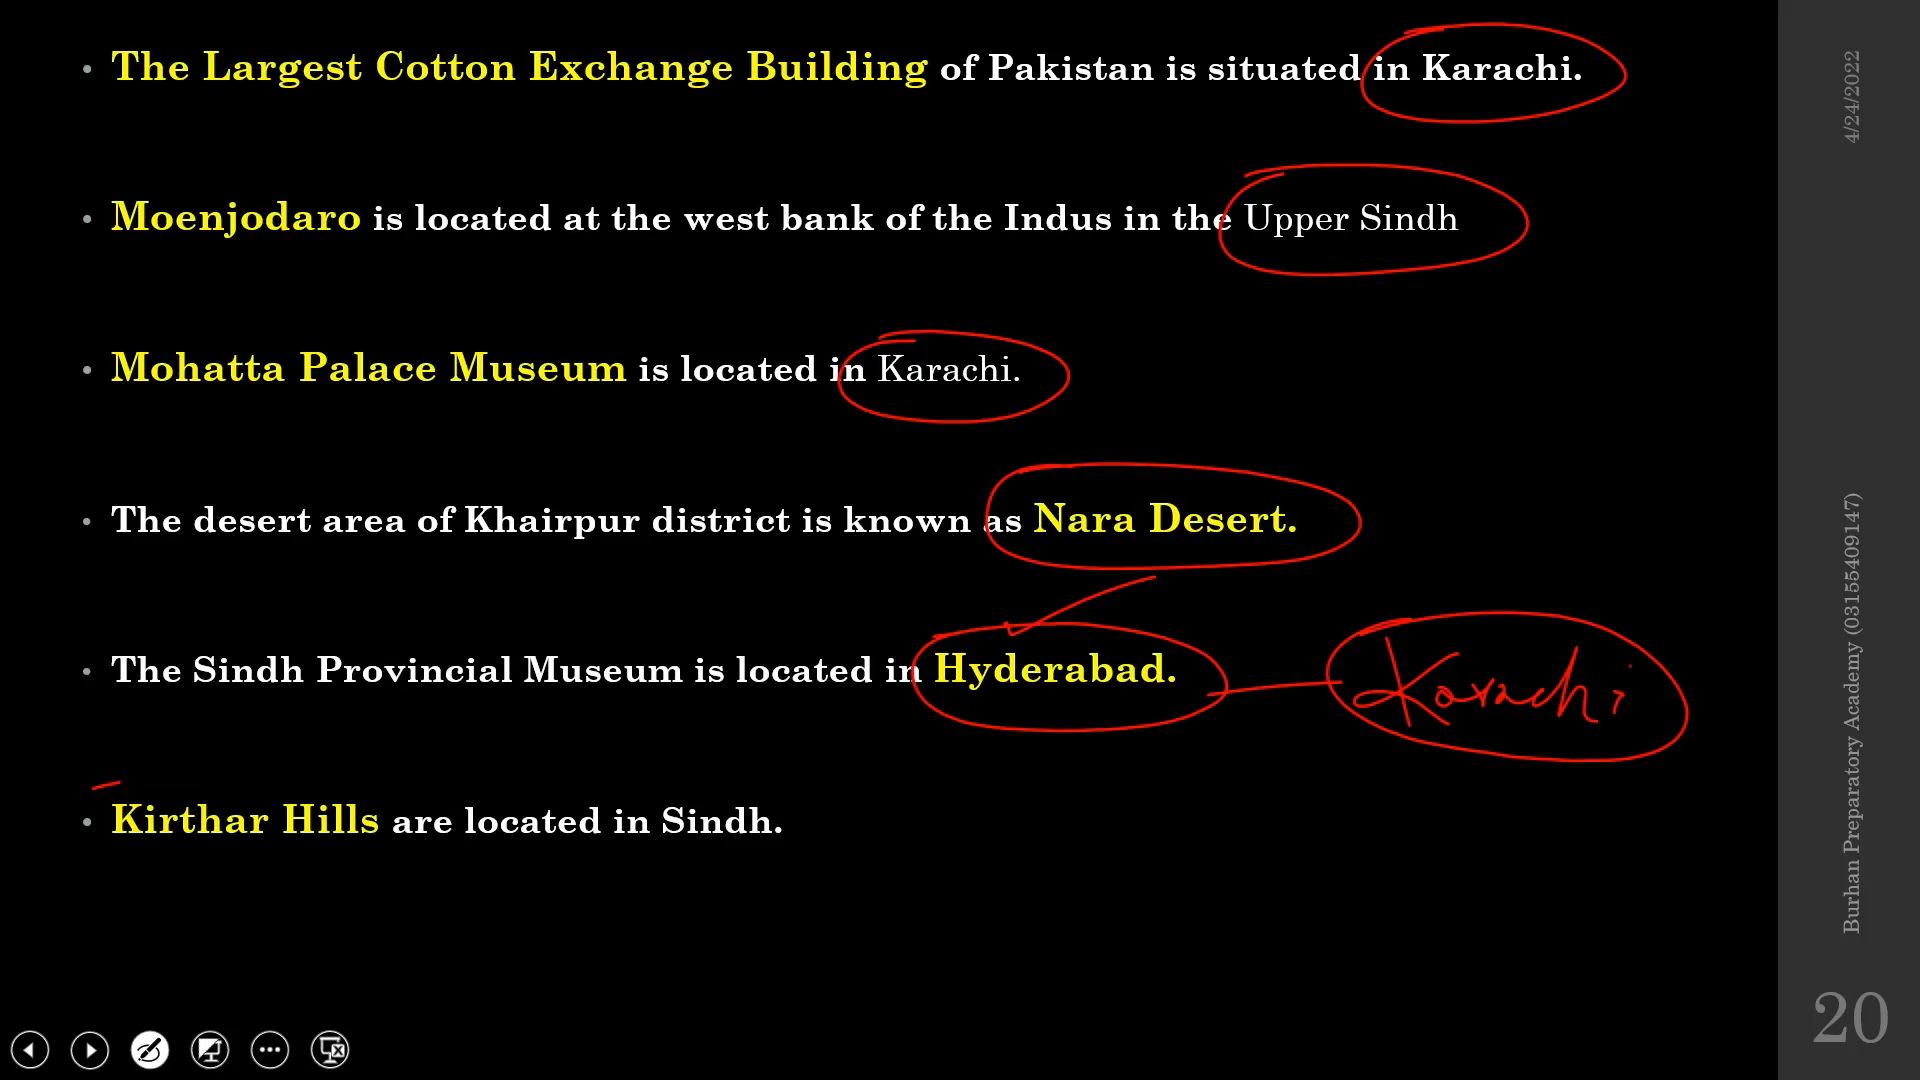 The Largest Cotton Exchange Building of Pakistan is situated in Karachi.
Moenjodaro is located at the west bank of the Indus in the Upper Sindh
Mohatta Palace Museum is located in Karachi.
The desert area of Khairpur district is known as Nara Desert.
The Sindh Provincial Museum is located in Hyderabad.
Karachi
Kirthar Hills are located in Sindh.
4/24/2022
Burhan Preparatory Academy (03155409147)
20